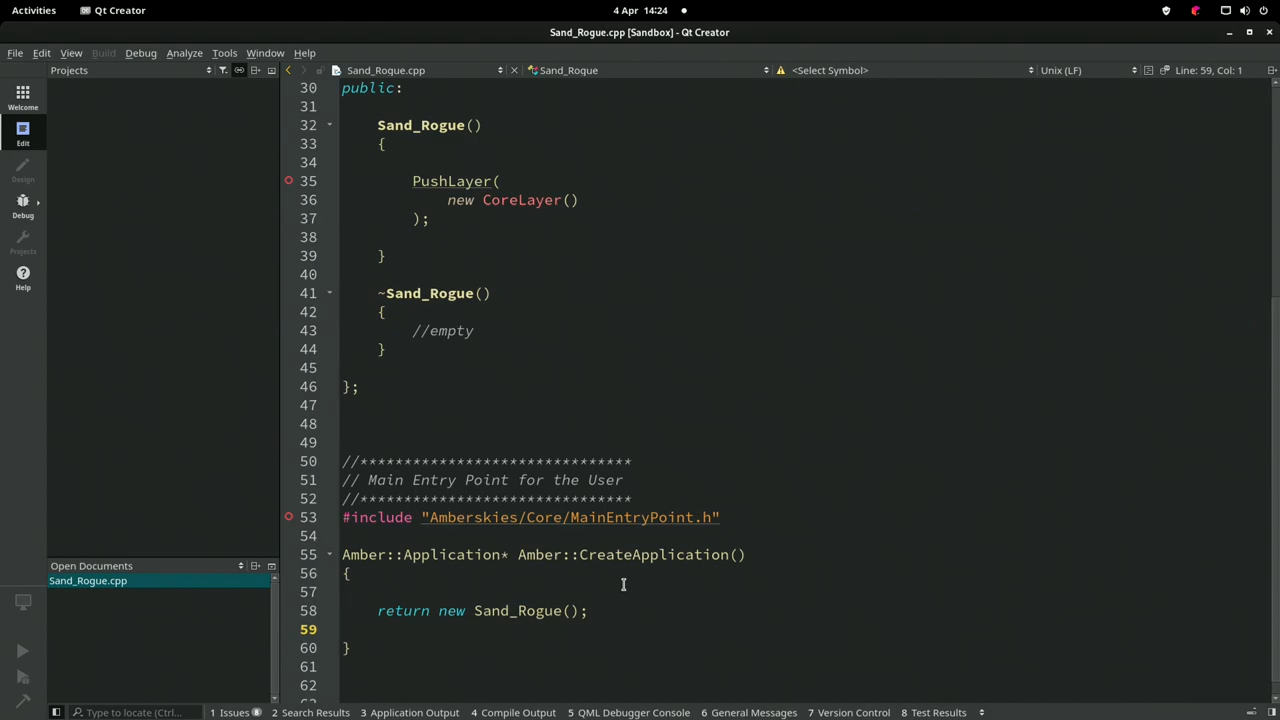 Activities Qt Creator 4 Apr 14:24
Sand_Rogue.cpp [Sandbox] - Qt Creator
File Edit View Build Debug Analyze Tools Window Help
Projects Sand_Rogue.cpp Sand_Rogue <Select Symbol> Unix (LF) Line: 59, Col: 1
Welcome
Edit
Design
Debug
Projects
Help
30 public:
31
32 Sand_Rogue()
33 {
34
35 PushLayer(
36 new CoreLayer()
37 );
38
39 }
40
41 ~Sand_Rogue()
42 {
43 //empty
44 }
45
46 };
47
48
49
50 //*******************************
51 // Main Entry Point for the User
52 //*******************************
53 #include "Amberskies/Core/MainEntryPoint.h"
54
55 Amber::Application* Amber::CreateApplication()
56 {
57
58 return new Sand_Rogue();
59
60 }
61
62
Open Documents
Sand_Rogue.cpp
Type to locate (Ctrl... 1 Issues 8 2 Search Results 3 Application Output 4 Compile Output 5 QML Debugger Console 6 General Messages 7 Version Control 8 Test Results